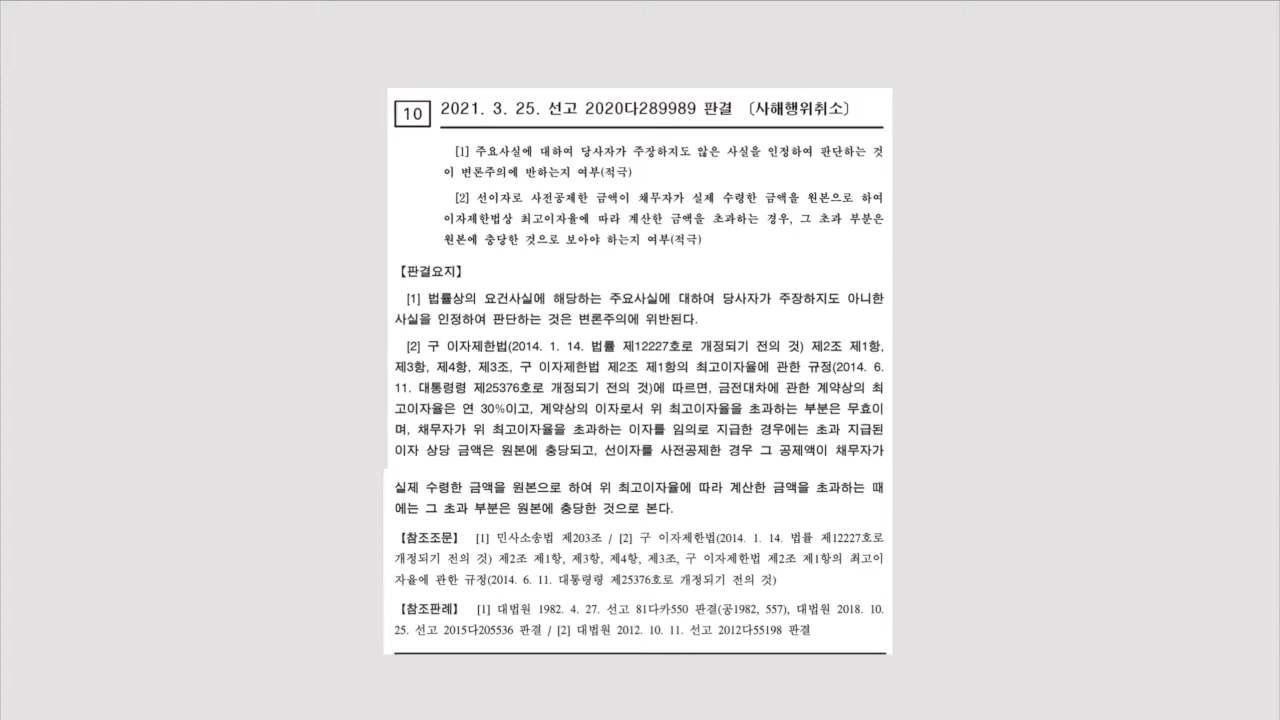 10 2021. 3. 25. 선고 2020다289989 판결 〔사해행위취소〕
[1] 주요사실에 대하여 당사자가 주장하지도 않은 사실을 인정하여 판단하는 것
이 변론주의에 반하는지 여부(적극)
[2] 선이자로 사전공제한 금액이 채무자가 실제 수령한 금액을 원본으로 하여
이자제한법상 최고이자율에 따라 계산한 금액을 초과하는 경우, 그 초과 부분은
원본에 충당한 것으로 보아야 하는지 여부(적극)
【판결요지】
[1] 법률상의 요건사실에 해당하는 주요사실에 대하여 당사자가 주장하지도 아니한
사실을 인정하여 판단하는 것은 변론주의에 위반된다.
[2] 구 이자제한법(2014. 1. 14. 법률 제12227호로 개정되기 전의 것) 제2조 제1항,
제3항, 제4항, 제3조, 구 이자제한법 제2조 제1항의 최고이자율에 관한 규정(2014. 6.
11. 대통령령 제25376호로 개정되기 전의 것)에 따르면, 금전대차에 관한 계약상의 최
고이자율은 연 30%이고, 계약상의 이자로서 위 최고이자율을 초과하는 부분은 무효이
며, 채무자가 위 최고이자율을 초과하는 이자를 임의로 지급한 경우에는 초과 지급된
이자 상당 금액은 원본에 충당되고, 선이자를 사전공제한 경우 그 공제액이 채무자가
실제 수령한 금액을 원본으로 하여 위 최고이자율에 따라 계산한 금액을 초과하는 때
에는 그 초과 부분은 원본에 충당한 것으로 본다.
【참조조문】 [1] 민사소송법 제203조 / [2] 구 이자제한법(2014. 1. 14. 법률 제12227호로
개정되기 전의 것) 제2조 제1항, 제3항, 제4항, 제3조, 구 이자제한법 제2조 제1항의 최고이
자율에 관한 규정(2014. 6. 11. 대통령령 제25376호로 개정되기 전의 것)
【참조판례】 [1] 대법원 1982. 4. 27. 선고 81다카550 판결(공1982, 557), 대법원 2018. 10.
25. 선고 2015다205536 판결 / [2] 대법원 2012. 10. 11. 선고 2012다55198 판결